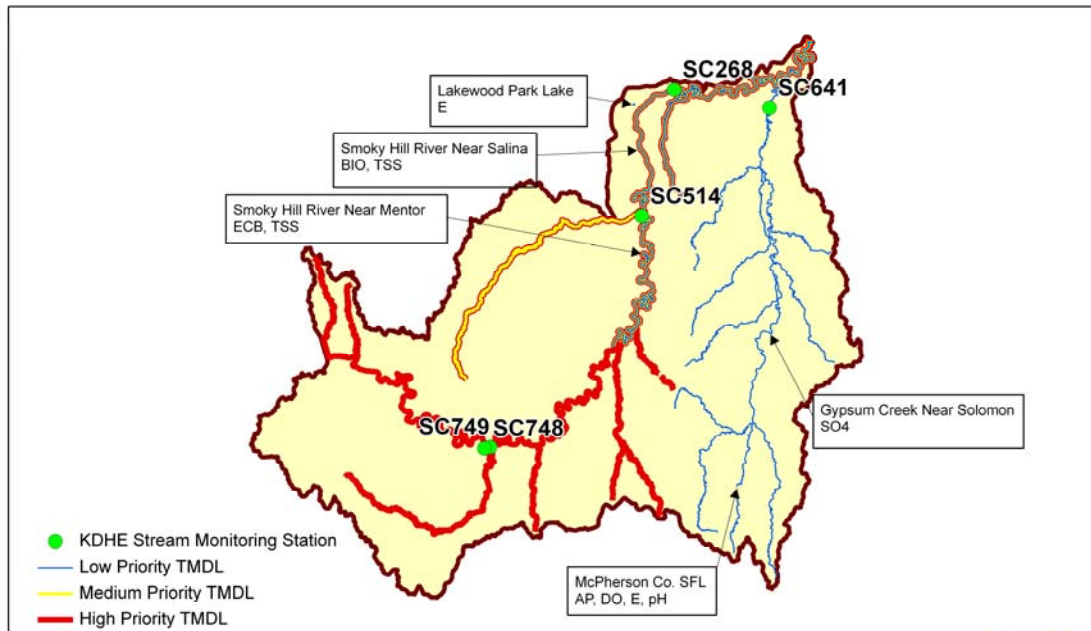 SC268
SC641
Lakewood Park Lake
E
Smoky Hill River Near Salina
BIO, TSS
SC514
Smoky Hill River Near Mentor
ECB, TSS
SC749
SC748
Gypsum Creek Near Solomon
SO4
KDHE Stream Monitoring Station
Low Priority TMDL
Medium Priority TMDL
High Priority TMDL
McPherson Co. SFL
AP, DO, E, pH